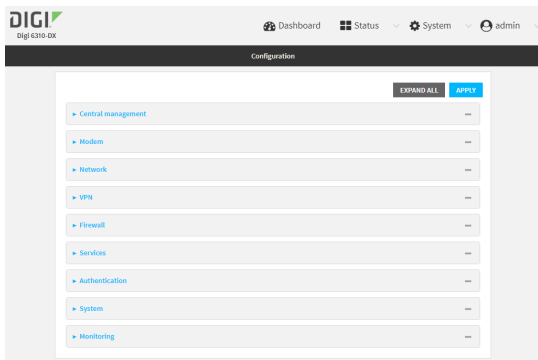 DIGI
Digi 6310-DX
Dashboard Status System admin
Configuration
EXPAND ALL APPLY
Central management
Modem
Network
VPN
Firewall
Services
Authentication
System
Monitoring